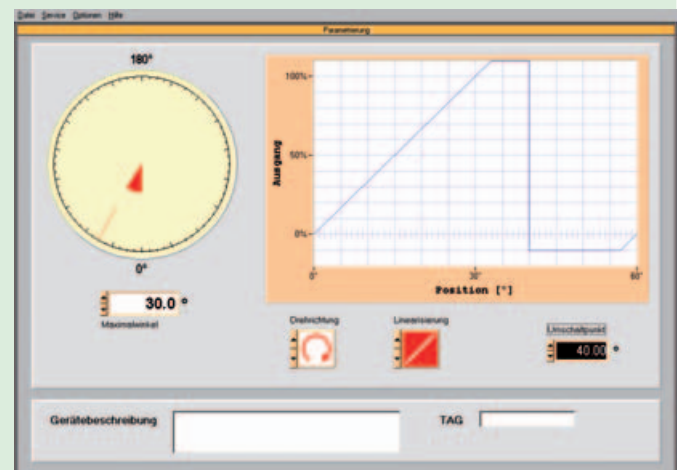 Datei Service Optionen Hilfe
Parametrierung
180°
0°
30.0 °
Maximalwinkel
100%
50%
0%
Ausgang
0° 30° 60°
Position [°]
Drehrichtung
Linearisierung
Umschaltpunkt
40.00 °
Gerätebeschreibung
TAG